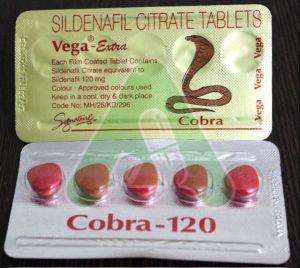 SILDENAFIL CITRATE TABLETS
Vega®-Extra
Each Film Coated Tablet Contains
Sildenafil Citrate equivalent to
Sildenafil 120 mg
Colour : Approved colours used
Keep in a cool, dry & dark place
Code No: MH/25/KD/296
Signature
Cobra
Vega
Vega
Vega
Cobra-120